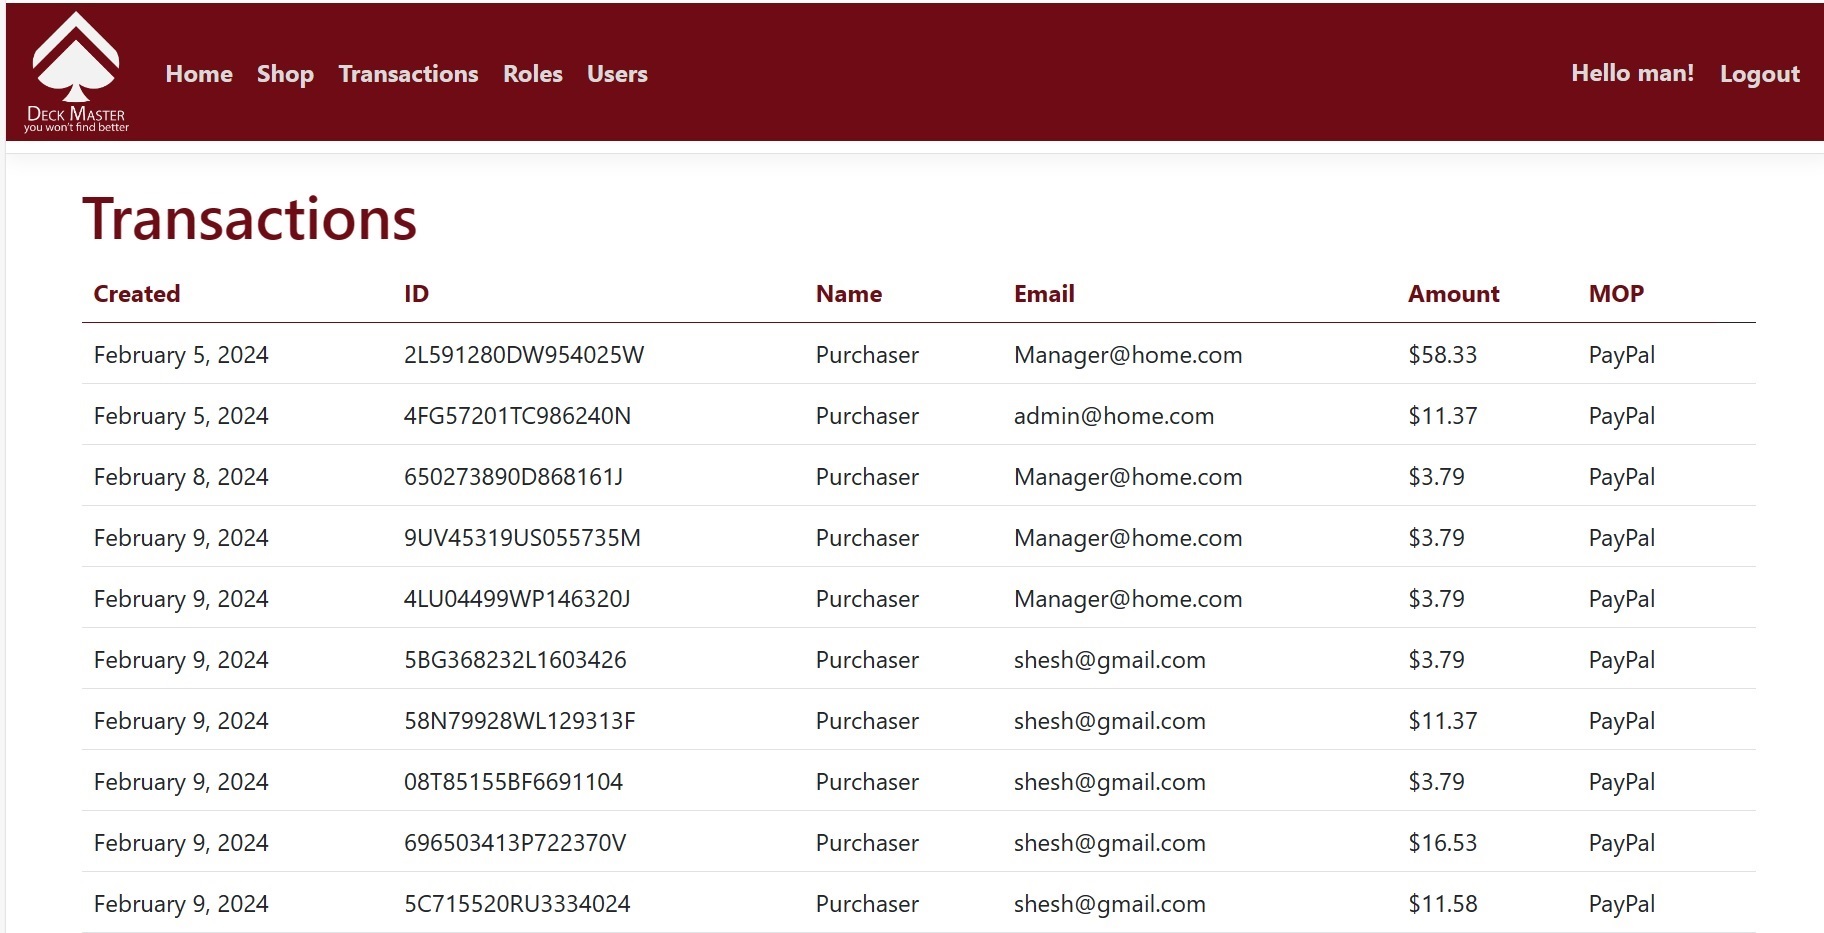 Home Shop Transactions Roles Users Hello man! Logout
DECK MASTER
you won't find better
Transactions
Created ID Name Email Amount MOP
February 5, 2024 2L591280DW954025W Purchaser Manager@home.com $58.33 PayPal
February 5, 2024 4FG57201TC986240N Purchaser admin@home.com $11.37 PayPal
February 8, 2024 650273890D868161J Purchaser Manager@home.com $3.79 PayPal
February 9, 2024 9UV45319US055735M Purchaser Manager@home.com $3.79 PayPal
February 9, 2024 4LU04499WP146320J Purchaser Manager@home.com $3.79 PayPal
February 9, 2024 5BG368232L1603426 Purchaser shesh@gmail.com $3.79 PayPal
February 9, 2024 58N79928WL129313F Purchaser shesh@gmail.com $11.37 PayPal
February 9, 2024 08T85155BF6691104 Purchaser shesh@gmail.com $3.79 PayPal
February 9, 2024 696503413P722370V Purchaser shesh@gmail.com $16.53 PayPal
February 9, 2024 5C715520RU3334024 Purchaser shesh@gmail.com $11.58 PayPal